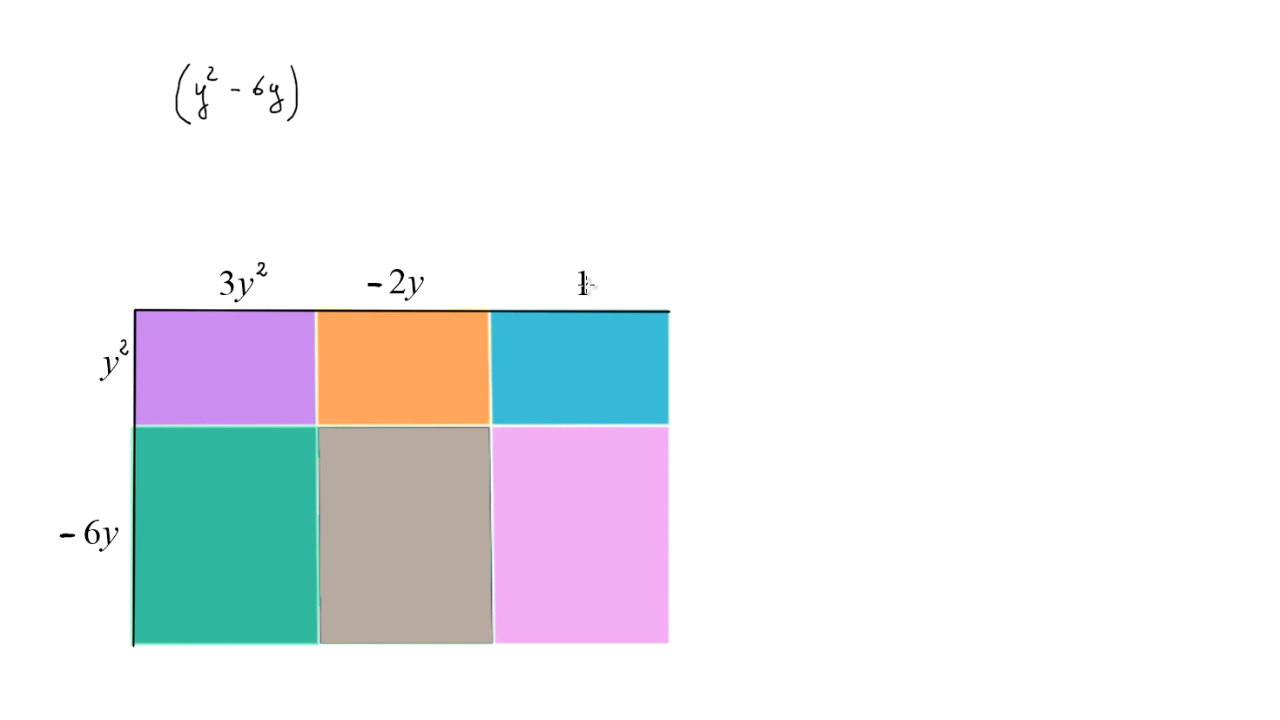 (y² - 6y)
3y² - 2y 1
y²
- 6y